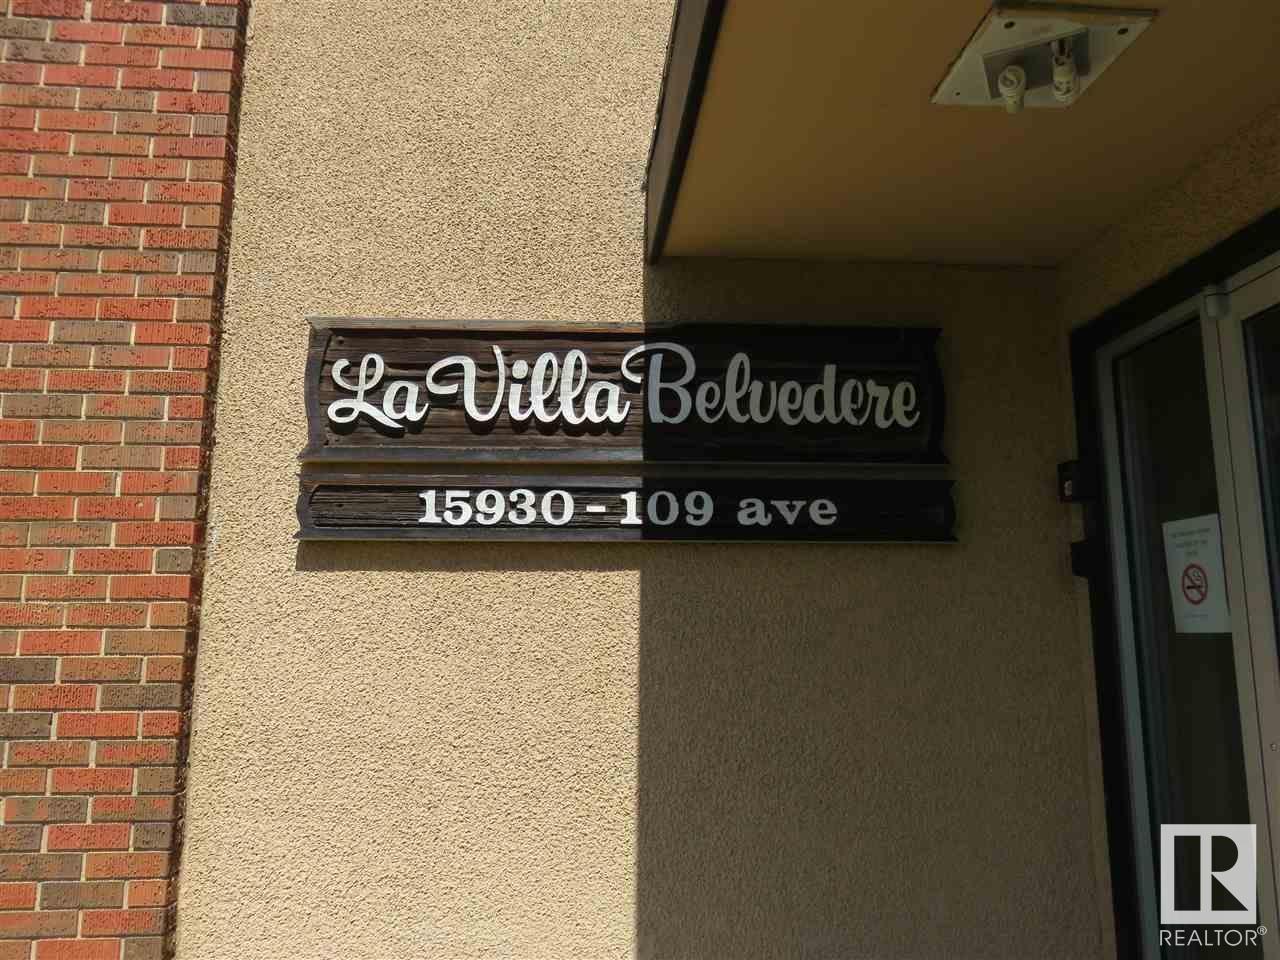 La Villa Belvedere
15930 - 109 ave
REALTOR®